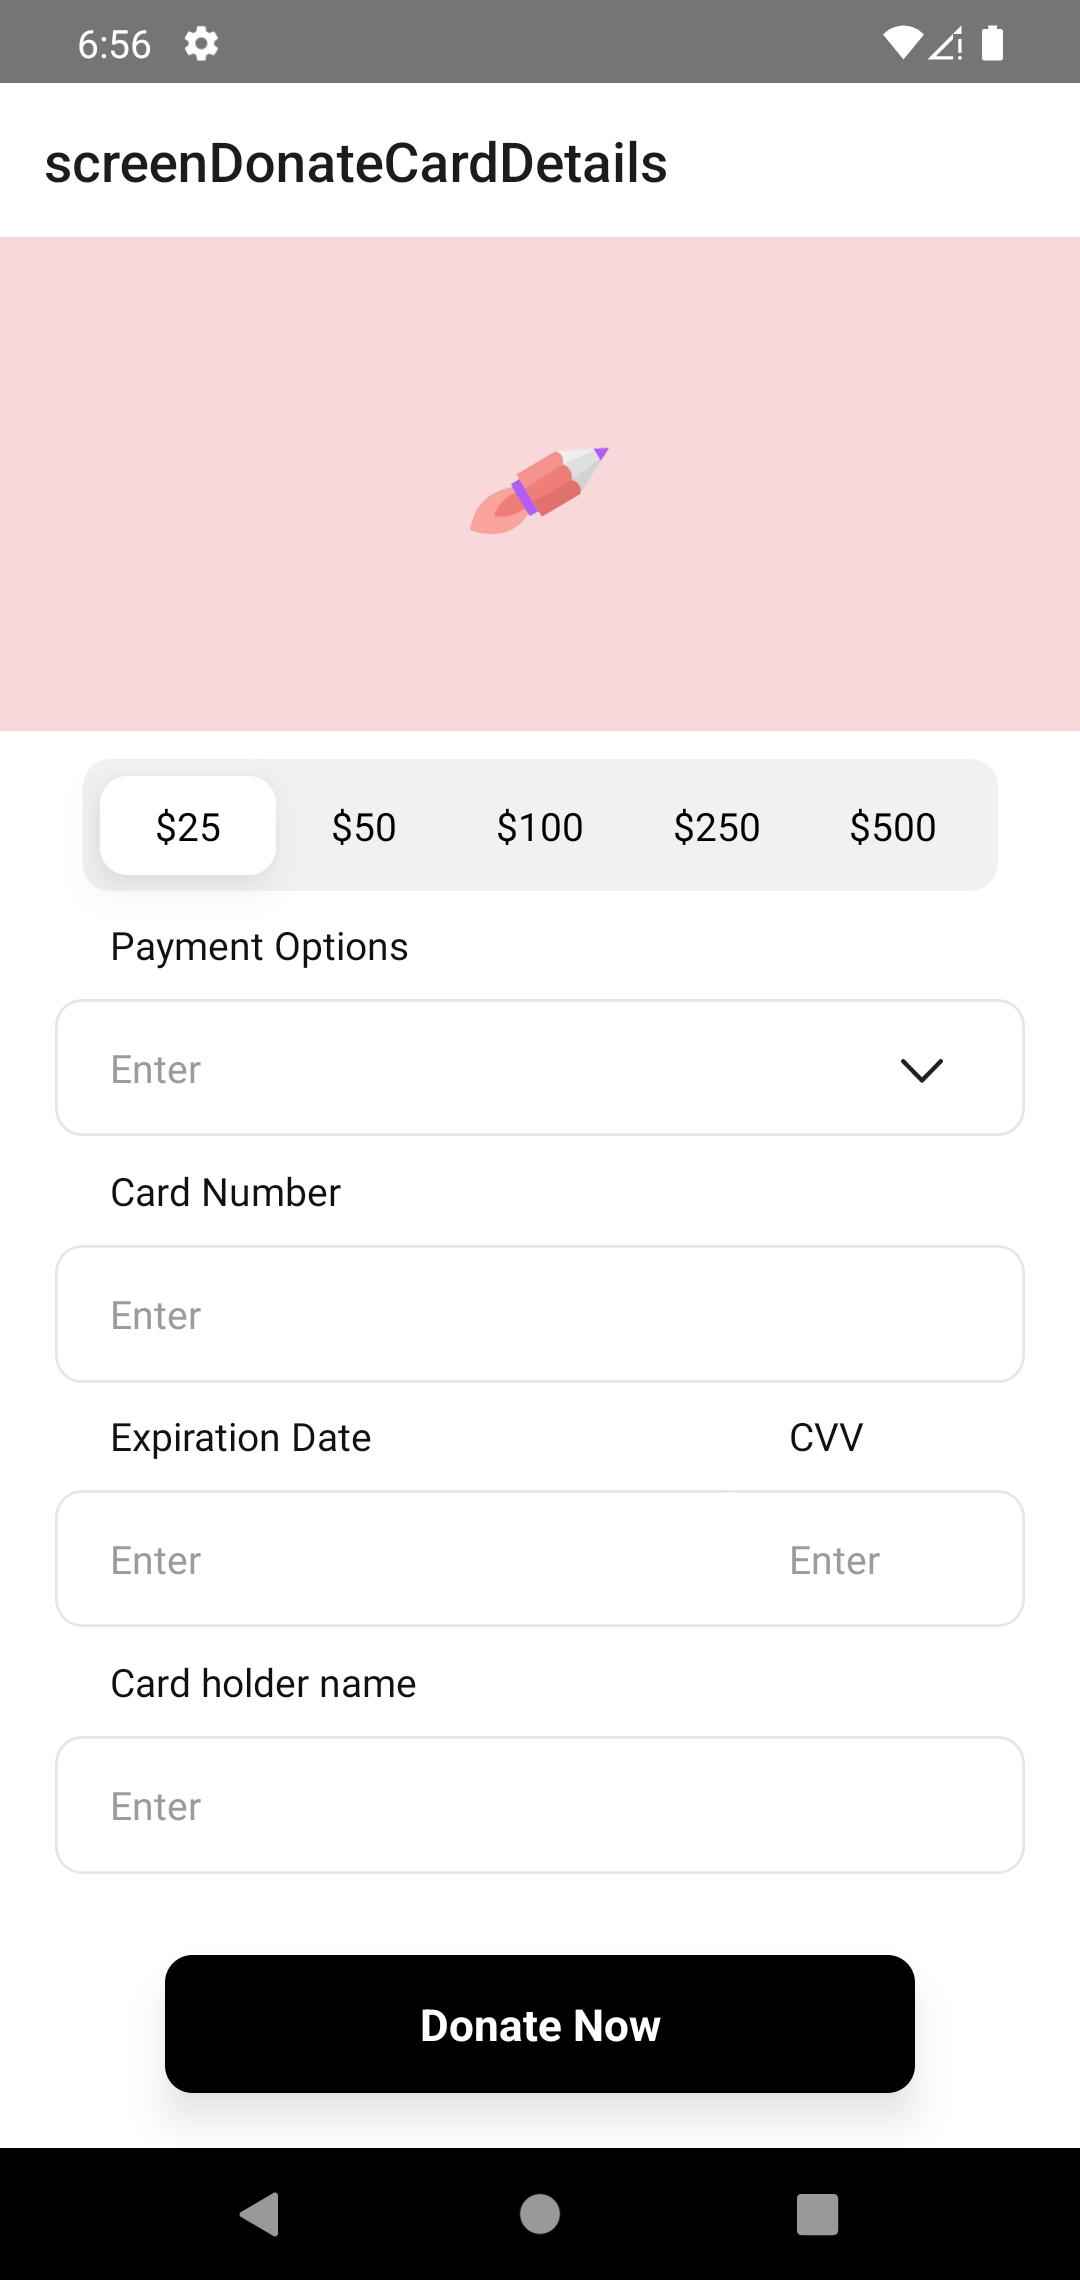 6:56
screenDonateCardDetails
$25 $50 $100 $250 $500
Payment Options
Enter
Card Number
Enter
Expiration Date CVV
Enter Enter
Card holder name
Enter
Donate Now